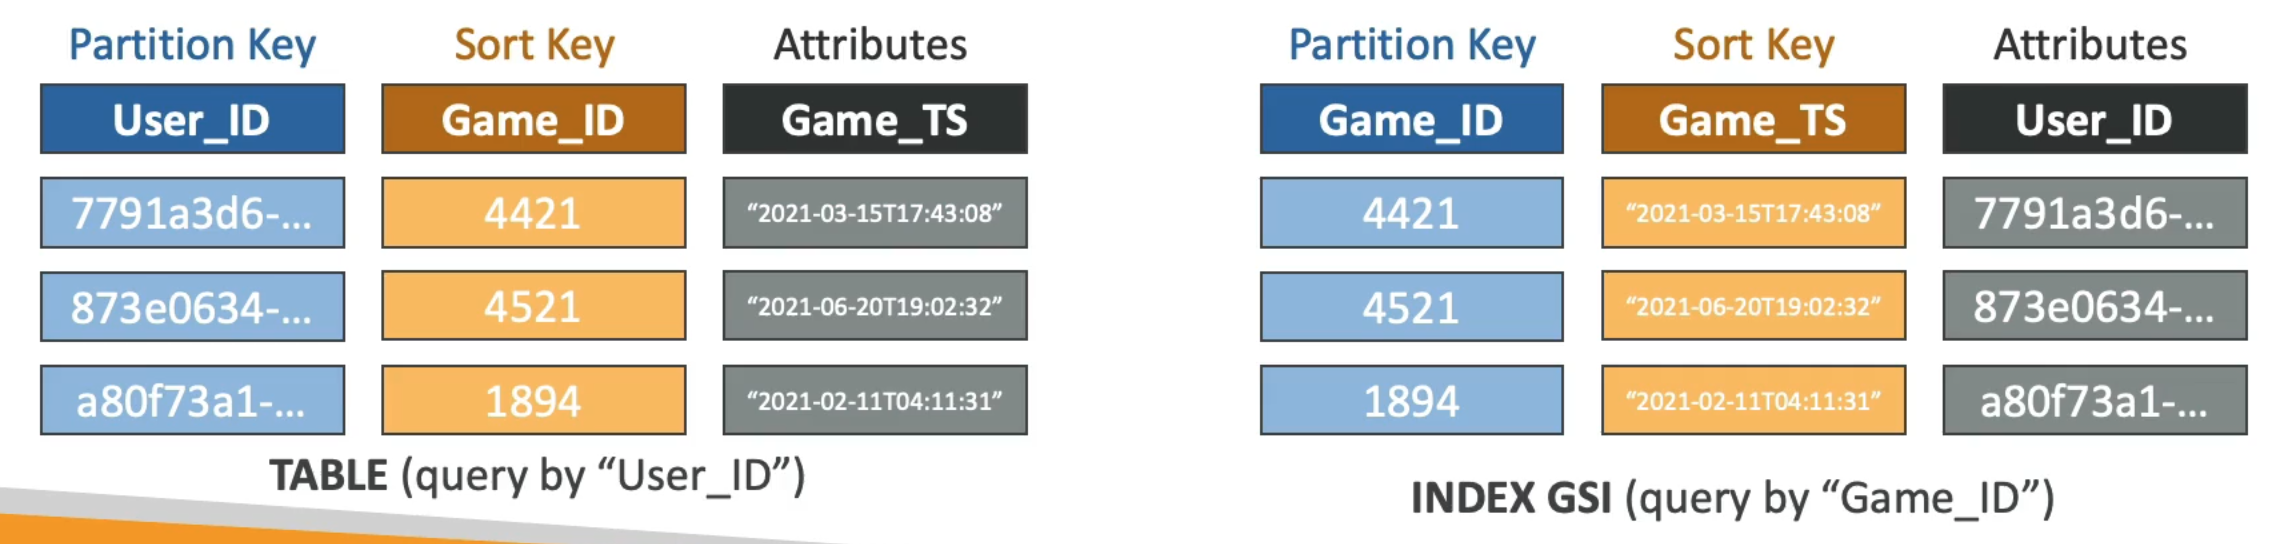 Partition Key Sort Key Attributes
User_ID Game_ID Game_TS
7791a3d6-... 4421 “2021-03-15T17:43:08”
873e0634-... 4521 “2021-06-20T19:02:32”
a80f73a1-... 1894 “2021-02-11T04:11:31”
TABLE (query by “User_ID”)
Partition Key Sort Key Attributes
Game_ID Game_TS User_ID
4421 “2021-03-15T17:43:08” 7791a3d6-...
4521 “2021-06-20T19:02:32” 873e0634-...
1894 “2021-02-11T04:11:31” a80f73a1-...
INDEX GSI (query by “Game_ID”)